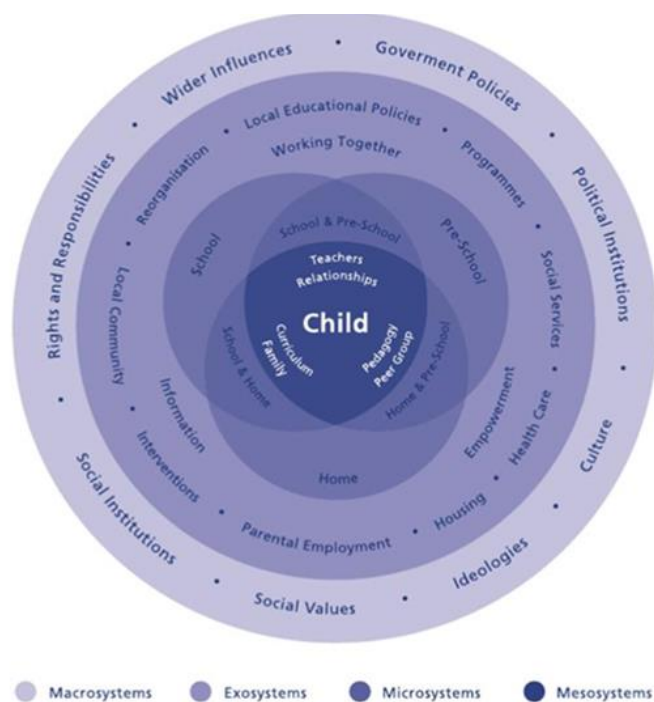 Wider Influences
Goverment Policies
Political Institutions
Culture
Ideologies
Social Values
Social Institutions
Rights and Responsibilities
Local Educational Policies
Programmes
Social Services
Health Care
Housing
Parental Employment
Interventions
Local Community
Reorganisation
Working Together
Empowerment
Information
School
Pre-School
Home
School & Pre-School
Home & Pre-School
School & Home
Teachers
Relationships
Child
Curriculum
Family
Pedagogy
Peer Group
Macrosystems
Exosystems
Microsystems
Mesosystems